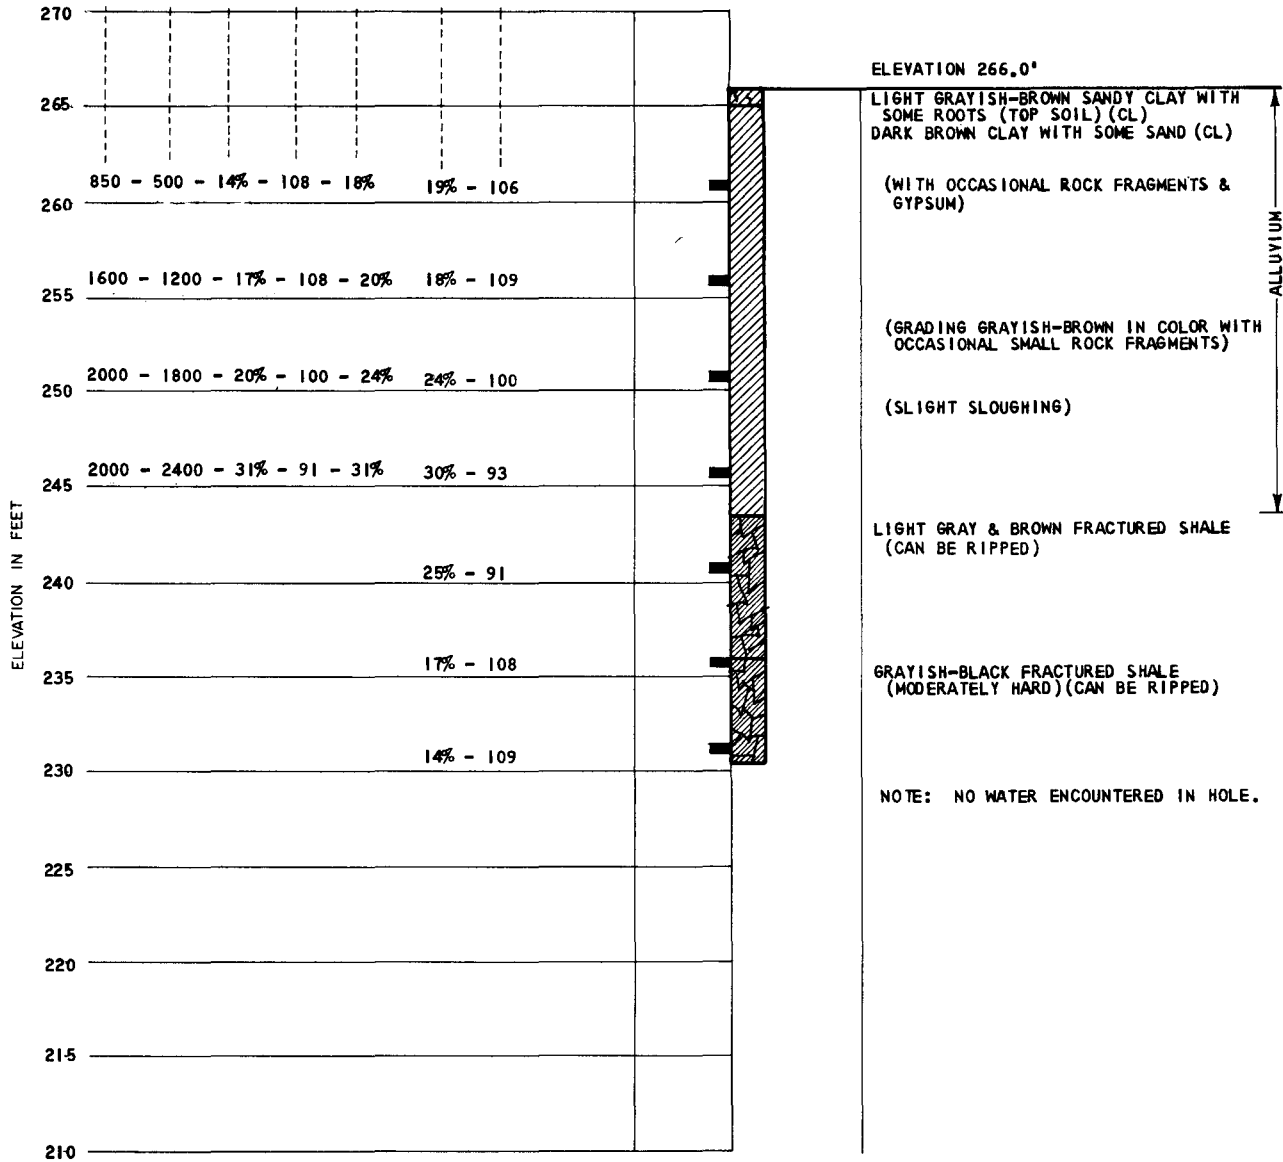 270
ELEVATION 266.0'
265
LIGHT GRAYISH-BROWN SANDY CLAY WITH
SOME ROOTS (TOP SOIL) (CL)
DARK BROWN CLAY WITH SOME SAND (CL)
850 - 500 - 14% - 108 - 18%
19% - 106
(WITH OCCASIONAL ROCK FRAGMENTS &
GYPSUM)
260
ALLUVIUM
1600 - 1200 - 17% - 108 - 20%
18% - 109
255
(GRADING GRAYISH-BROWN IN COLOR WITH
OCCASIONAL SMALL ROCK FRAGMENTS)
2000 - 1800 - 20% - 100 - 24%
24% - 100
250
(SLIGHT SLOUGHING)
2000 - 2400 - 31% - 91 - 31%
30% - 93
245
ELEVATION IN FEET
LIGHT GRAY & BROWN FRACTURED SHALE
(CAN BE RIPPED)
25% - 91
240
17% - 108
235
GRAYISH-BLACK FRACTURED SHALE
(MODERATELY HARD)(CAN BE RIPPED)
14% - 109
230
NOTE: NO WATER ENCOUNTERED IN HOLE.
225
220
215
210